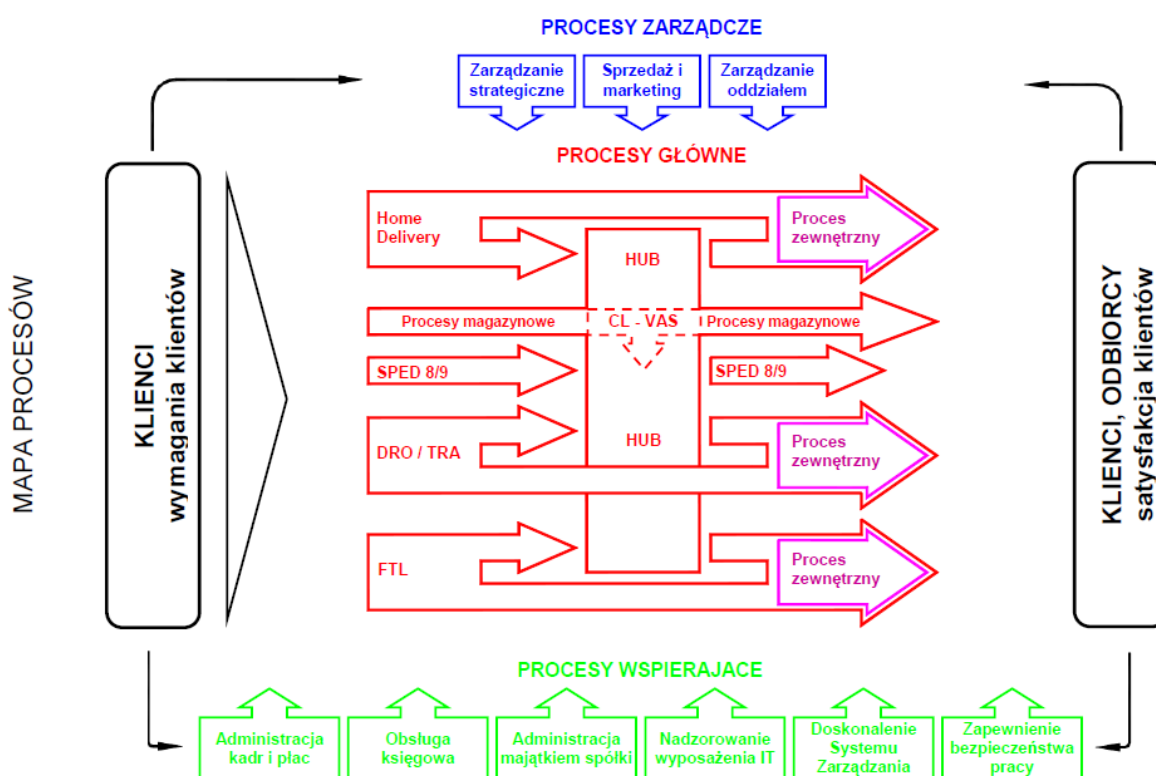 PROCESY ZARZĄDCZE
Zarządzanie
strategiczne
Sprzedaż i
marketing
Zarządzanie
oddziałem
PROCESY GŁÓWNE
MAPA PROCESÓW
KLIENCI
wymagania klientów
Home
Delivery
HUB
Proces
zewnętrzny
Procesy magazynowe
CL - VAS
Procesy magazynowe
SPED 8/9
SPED 8/9
DRO / TRA
HUB
Proces
zewnętrzny
FTL
Proces
zewnętrzny
KLIENCI, ODBIORCY
satysfakcja klientów
PROCESY WSPIERAJACE
Administracja
kadr i płac
Obsługa
księgowa
Administracja
majątkiem spółki
Nadzorowanie
wyposażenia IT
Doskonalenie
Systemu
Zarządzania
Zapewnienie
bezpieczeństwa
pracy